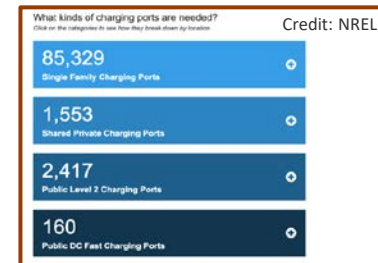 What kinds of charging ports are needed?
Credit: NREL
Click on the categories to see how they break down by location
85,329
Single Family Charging Ports
1,553
Shared Private Charging Ports
2,417
Public Level 2 Charging Ports
160
Public DC Fast Charging Ports